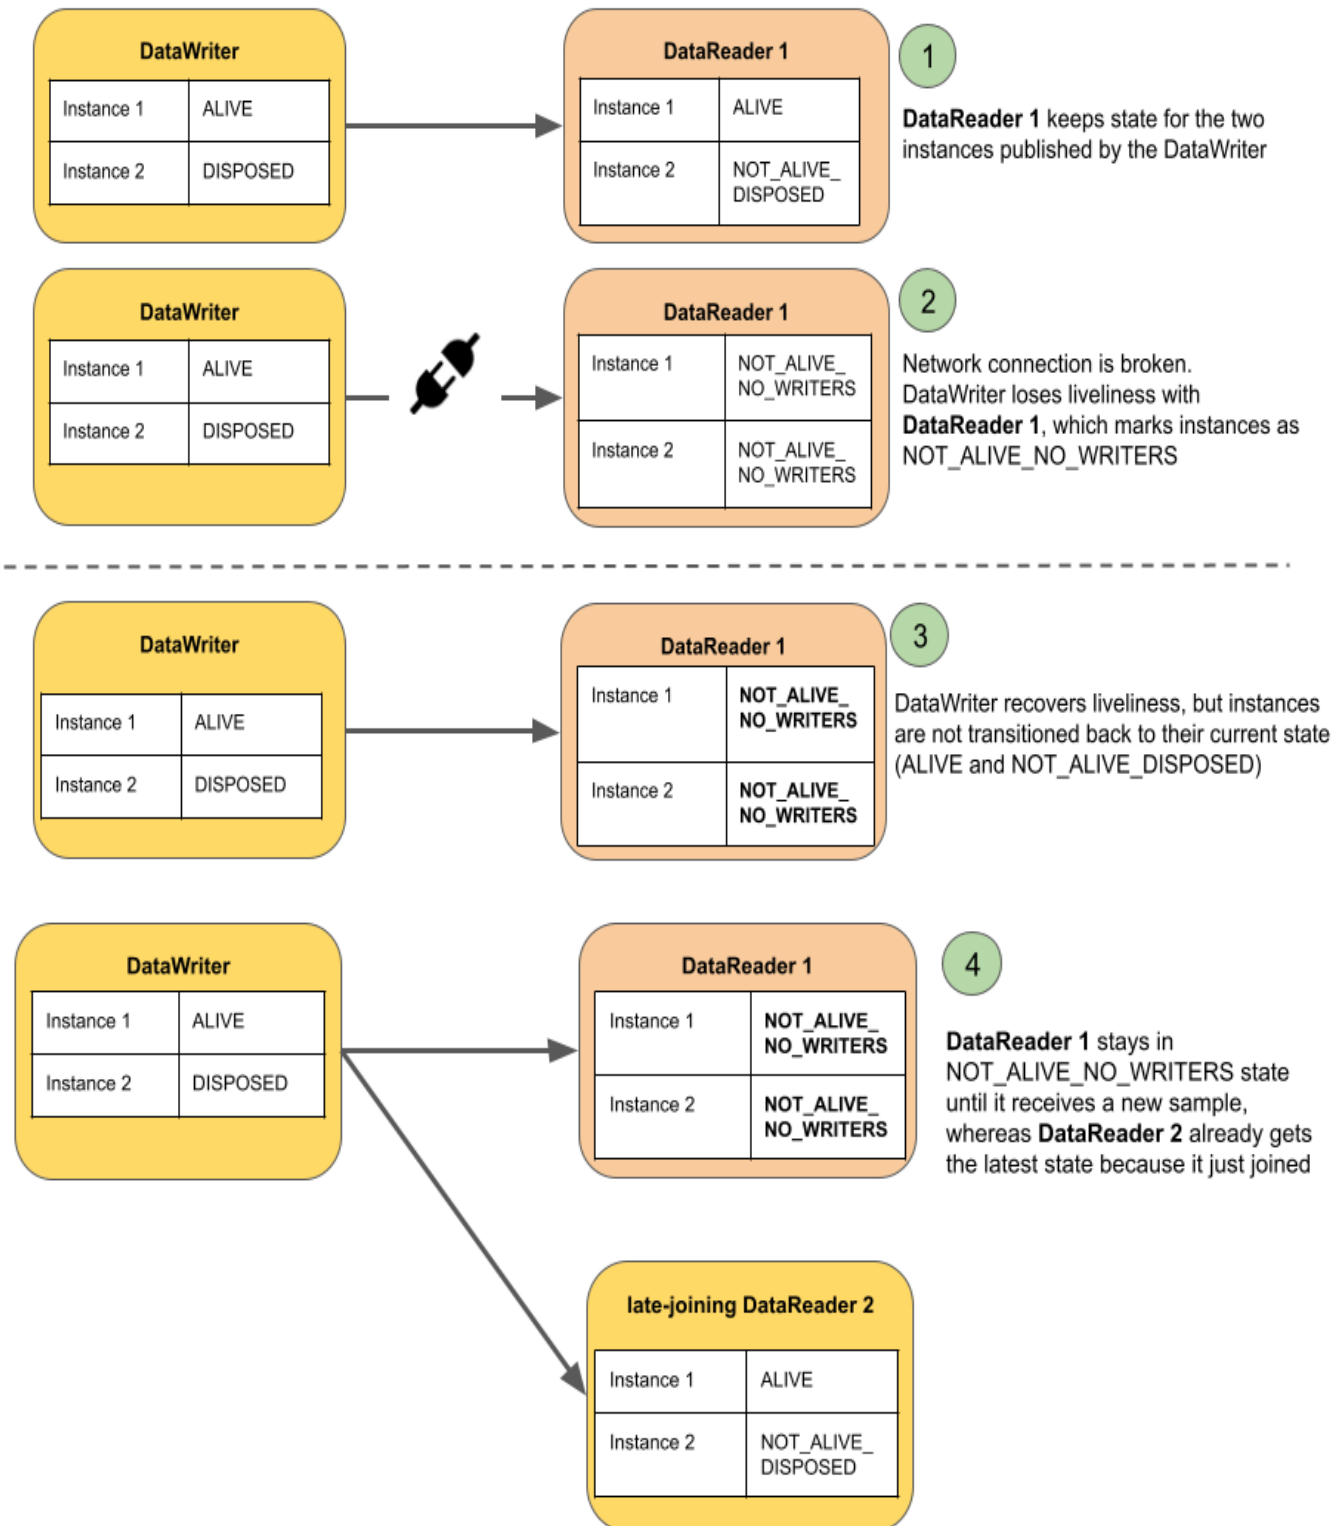 DataWriter
Instance 1 ALIVE
Instance 2 DISPOSED
DataReader 1
Instance 1 ALIVE
Instance 2 NOT_ALIVE_
DISPOSED
1
DataReader 1 keeps state for the two
instances published by the DataWriter
DataWriter
Instance 1 ALIVE
Instance 2 DISPOSED
DataReader 1
Instance 1 NOT_ALIVE_
NO_WRITERS
Instance 2 NOT_ALIVE_
NO_WRITERS
2
Network connection is broken.
DataWriter loses liveliness with
DataReader 1, which marks instances as
NOT_ALIVE_NO_WRITERS
DataWriter
Instance 1 ALIVE
Instance 2 DISPOSED
DataReader 1
Instance 1 NOT_ALIVE_
NO_WRITERS
Instance 2 NOT_ALIVE_
NO_WRITERS
3
DataWriter recovers liveliness, but instances
are not transitioned back to their current state
(ALIVE and NOT_ALIVE_DISPOSED)
DataWriter
Instance 1 ALIVE
Instance 2 DISPOSED
DataReader 1
Instance 1 NOT_ALIVE_
NO_WRITERS
Instance 2 NOT_ALIVE_
NO_WRITERS
4
DataReader 1 stays in
NOT_ALIVE_NO_WRITERS state
until it receives a new sample,
whereas DataReader 2 already gets
the latest state because it just joined
late-joining DataReader 2
Instance 1 ALIVE
Instance 2 NOT_ALIVE_
DISPOSED